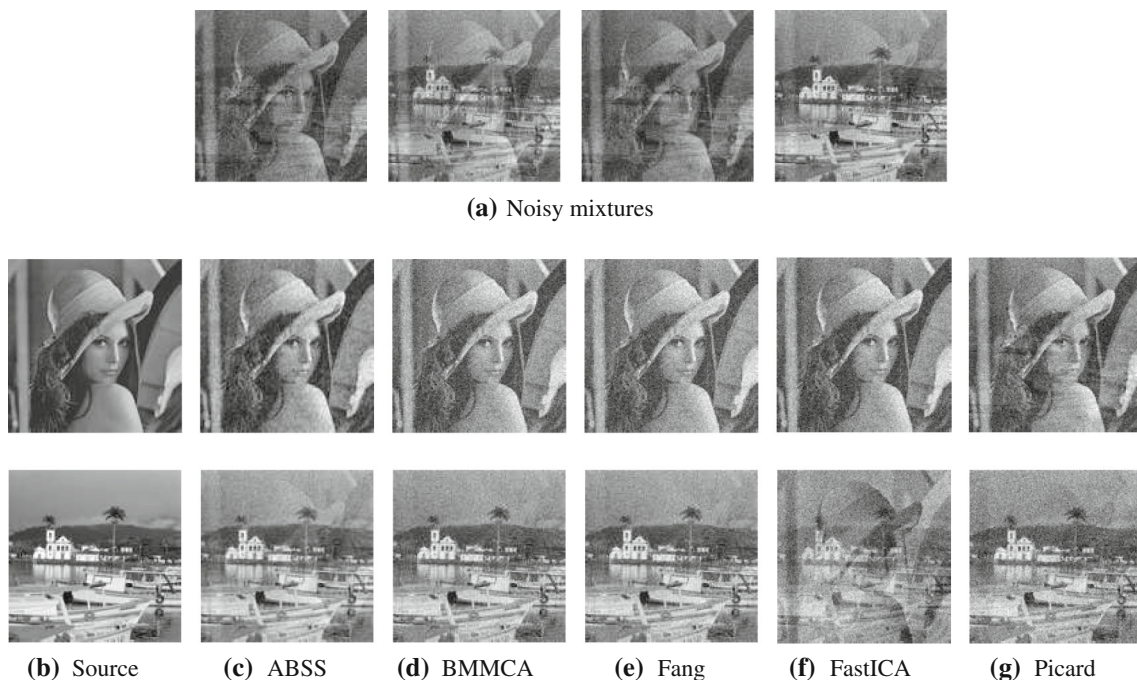 (a) Noisy mixtures
(b) Source (c) ABSS (d) BMMCA (e) Fang (f) FastICA (g) Picard